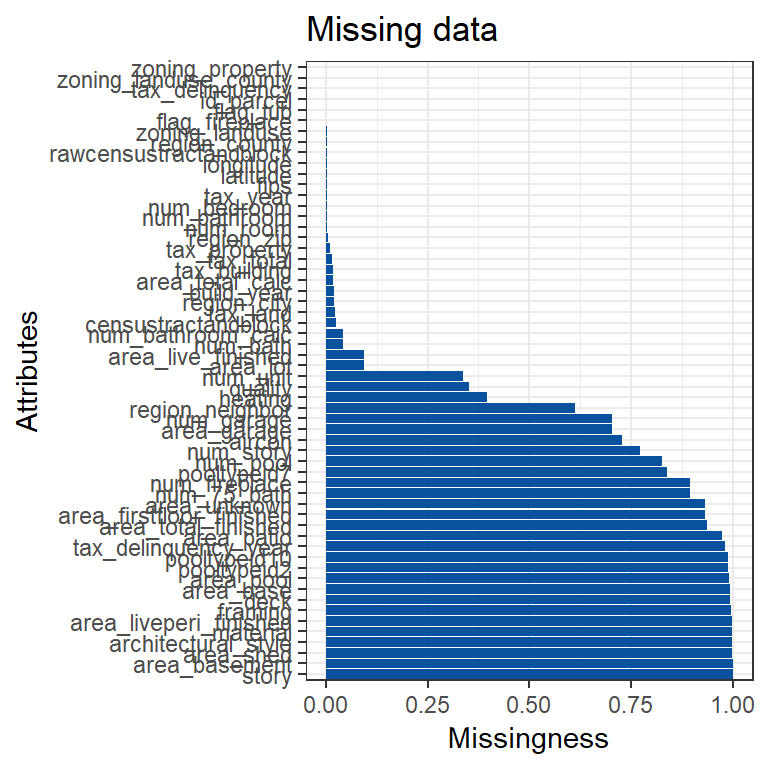 Missing data
zoning_property
zoning_landuse_county
tax_delinquency
id_parcel
flag_tub
flag_fireplace
zoning_landuse
region_county
rawcensustractandblock
longitude
latitude
fips
tax_year
num_bedroom
num_bathroom
num_room
region_zip
tax_property
tax_total
tax_building
area_total_calc
build_year
region_city
tax_land
censustractandblock
num_bathroom_calc
num_bath
area_live_finished
area_lot
num_unit
quality
heating
region_neighbor
num_garage
area_garage
aircon
num_story
num_pool
pooltypeid7
num_fireplace
num_75_bath
area_unknown
area_firstfloor_finished
area_total_finished
area_patio
tax_delinquency_year
pooltypeid10
pooltypeid2
area_pool
area_base
deck
framing
area_liveperi_finished
material
architectural_style
area_shed
area_basement
story
Attributes
0.00 0.25 0.50 0.75 1.00
Missingness